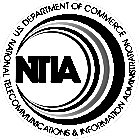 U.S. DEPARTMENT OF COMMERCE
NATIONAL TELECOMMUNICATIONS & INFORMATION ADMINISTRATION
NTIA